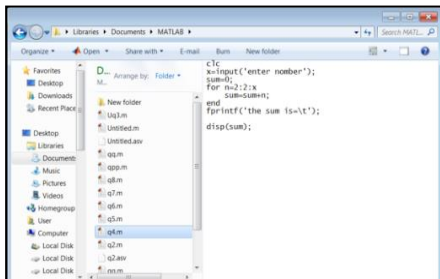 Libraries ▸ Documents ▸ MATLAB ▸
Search MATL...
Organize ▾ Open ▾ Share with ▾ E-mail Burn New folder
Favorites
Desktop
Downloads
Recent Place
Desktop
Libraries
Documents
Music
Pictures
Videos
Homegroup
User
Computer
Local Disk
Local Disk
Local Disk
D...
Arrange by: Folder ▾
New folder
Uq3.m
Untitled.m
Untitled.asv
qq.m
qpp.m
q8.m
q7.m
q6.m
q5.m
q4.m
q2.m
q2.asv
clc
x=input('enter nomber');
sum=0;
for n=2:2:x
sum=sum+n;
end
fprintf('the sum is=\t');
disp(sum);